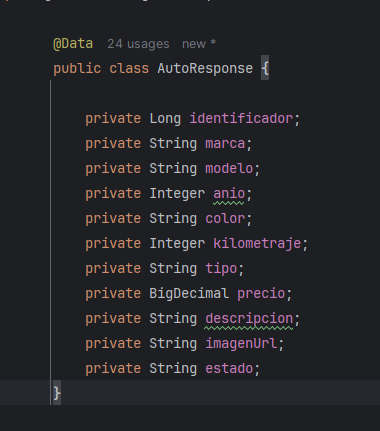 @Data 24 usages new *
public class AutoResponse {
private Long identificador;
private String marca;
private String modelo;
private Integer anio;
private String color;
private Integer kilometraje;
private String tipo;
private BigDecimal precio;
private String descripcion;
private String imagenUrl;
private String estado;
}